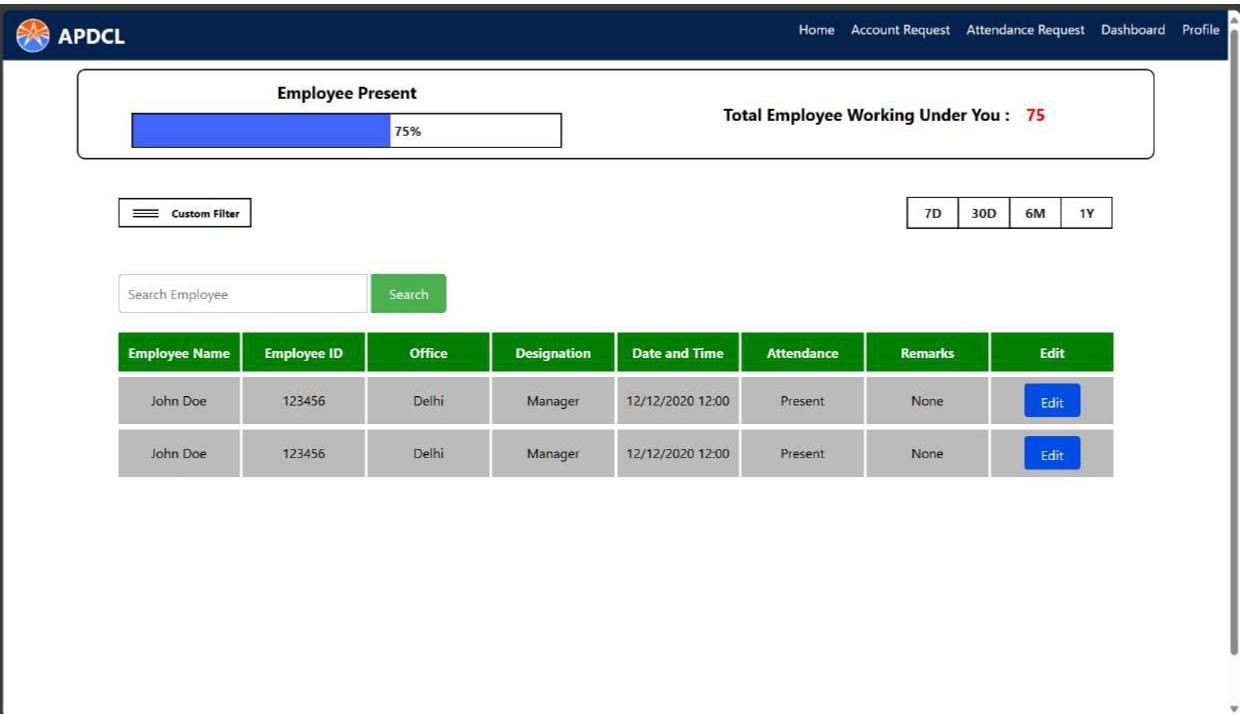 APDCL Home Account Request Attendance Request Dashboard Profile
Employee Present
75%
Total Employee Working Under You : 75
Custom Filter 7D 30D 6M 1Y
Search Employee Search
Employee Name Employee ID Office Designation Date and Time Attendance Remarks Edit
John Doe 123456 Delhi Manager 12/12/2020 12:00 Present None Edit
John Doe 123456 Delhi Manager 12/12/2020 12:00 Present None Edit